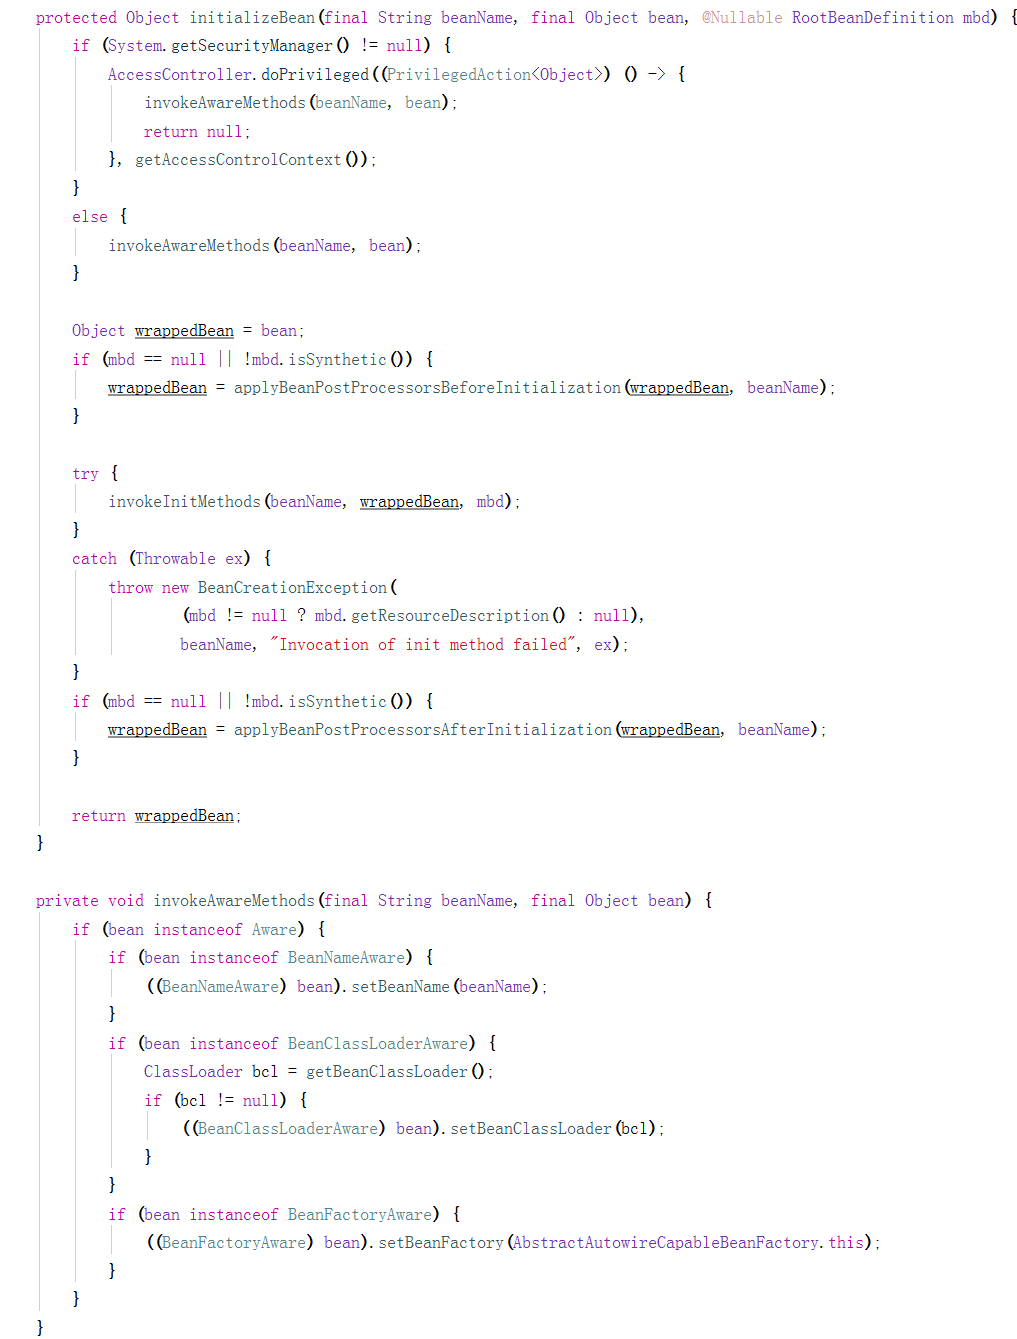 protected Object initializeBean(final String beanName, final Object bean, @Nullable RootBeanDefinition mbd) {
    if (System.getSecurityManager() != null) {
        AccessController.doPrivileged((PrivilegedAction<Object>) () -> {
            invokeAwareMethods(beanName, bean);
            return null;
        }, getAccessControlContext());
    }
    else {
        invokeAwareMethods(beanName, bean);
    }

    Object wrappedBean = bean;
    if (mbd == null || !mbd.isSynthetic()) {
        wrappedBean = applyBeanPostProcessorsBeforeInitialization(wrappedBean, beanName);
    }

    try {
        invokeInitMethods(beanName, wrappedBean, mbd);
    }
    catch (Throwable ex) {
        throw new BeanCreationException(
                (mbd != null ? mbd.getResourceDescription() : null),
                beanName, "Invocation of init method failed", ex);
    }
    if (mbd == null || !mbd.isSynthetic()) {
        wrappedBean = applyBeanPostProcessorsAfterInitialization(wrappedBean, beanName);
    }

    return wrappedBean;
}

private void invokeAwareMethods(final String beanName, final Object bean) {
    if (bean instanceof Aware) {
        if (bean instanceof BeanNameAware) {
            ((BeanNameAware) bean).setBeanName(beanName);
        }
        if (bean instanceof BeanClassLoaderAware) {
            ClassLoader bcl = getBeanClassLoader();
            if (bcl != null) {
                ((BeanClassLoaderAware) bean).setBeanClassLoader(bcl);
            }
        }
        if (bean instanceof BeanFactoryAware) {
            ((BeanFactoryAware) bean).setBeanFactory(AbstractAutowireCapableBeanFactory.this);
        }
    }
}